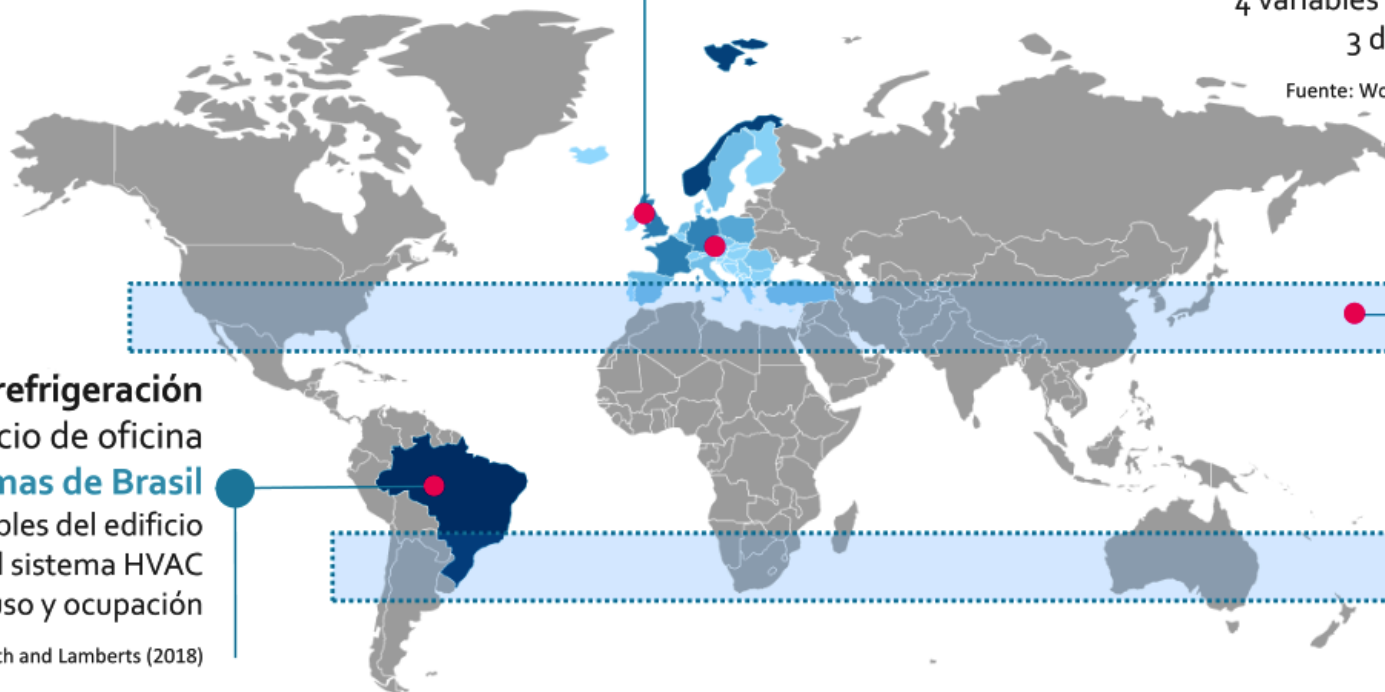 4 variables
3 d
Fuente: Wo
refrigeración
cio de oficina
mas de Brasil
bles del edificio
l sistema HVAC
uso y ocupación
ch and Lamberts (2018)